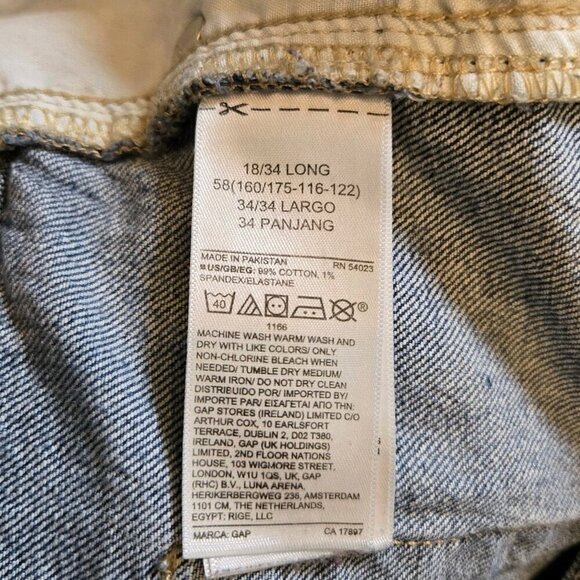 18/34 LONG
58(160/175-116-122)
34/34 LARGO
34 PANJANG
MADE IN PAKISTAN RN 54023
US/GB/EG: 99% COTTON, 1%
SPANDEX/ELASTANE
40 ®
1166
MACHINE WASH WARM/ WASH AND
DRY WITH LIKE COLORS/ ONLY
NON-CHLORINE BLEACH WHEN
NEEDED/ TUMBLE DRY MEDIUM/
WARM IRON/ DO NOT DRY CLEAN
DISTRIBUIDO POR/ IMPORTED BY/
IMPORTE PAR/ ΕΙΣΑΓΕΤΑΙ ΑΠΟ ΤΗΝ:
GAP STORES (IRELAND) LIMITED C/O
ARTHUR COX, 10 EARLSFORT
TERRACE, DUBLIN 2, D02 T380,
IRELAND, GAP (UK HOLDINGS)
LIMITED, 2ND FLOOR NATIONS
HOUSE, 103 WIGMORE STREET,
LONDON, W1U 1QS, UK, GAP
(RHC) B.V., LUNA ARENA,
HERKERBERGWEG 238, AMSTERDAM
1101 CM, THE NETHERLANDS,
EGYPT: RIGE, LLC
MARCA: GAP CA 17897